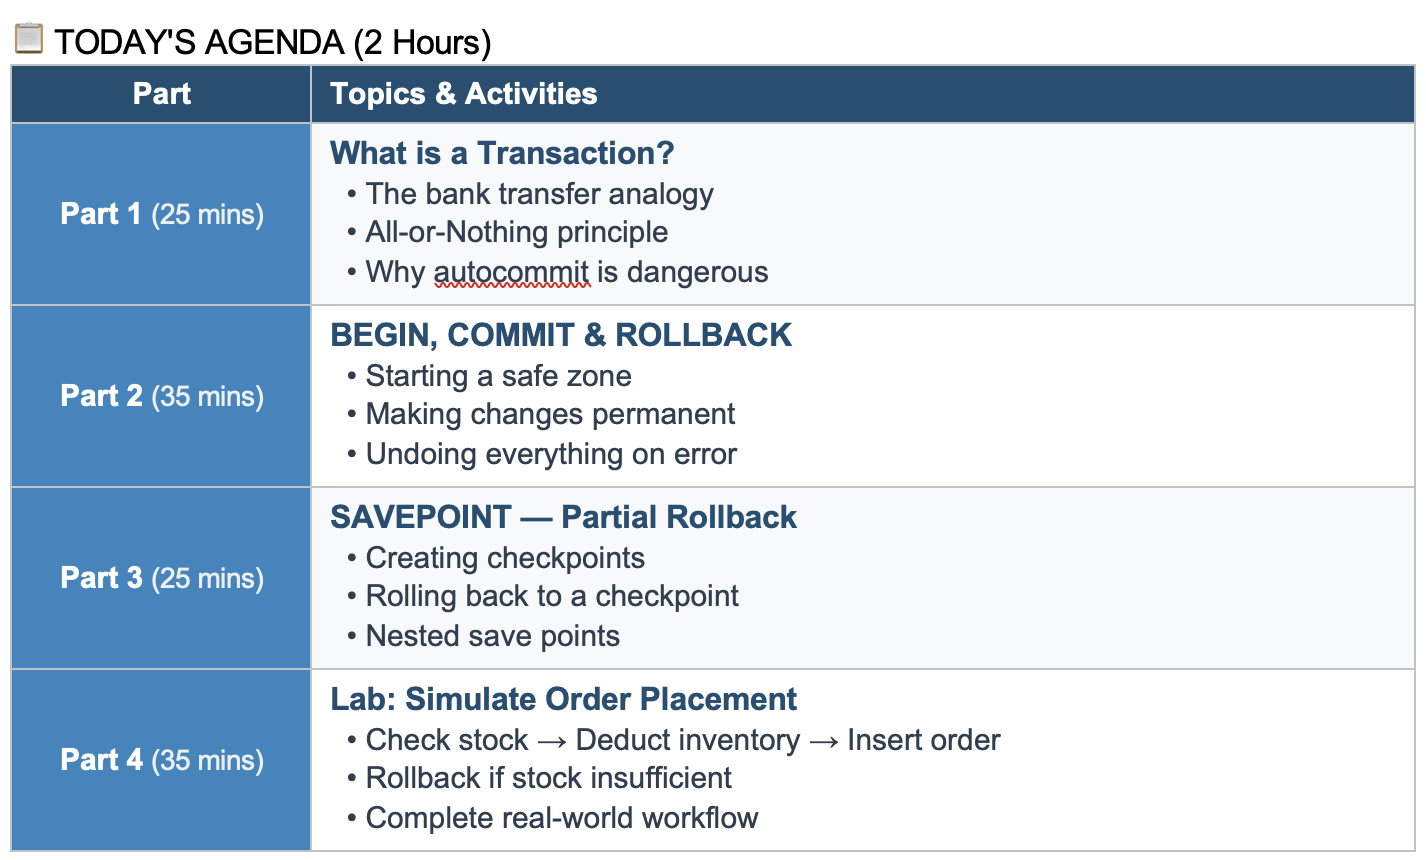 📋 TODAY'S AGENDA (2 Hours)
Part
Topics & Activities
Part 1 (25 mins)
What is a Transaction?
• The bank transfer analogy
• All-or-Nothing principle
• Why autocommit is dangerous
Part 2 (35 mins)
BEGIN, COMMIT & ROLLBACK
• Starting a safe zone
• Making changes permanent
• Undoing everything on error
Part 3 (25 mins)
SAVEPOINT — Partial Rollback
• Creating checkpoints
• Rolling back to a checkpoint
• Nested save points
Part 4 (35 mins)
Lab: Simulate Order Placement
• Check stock → Deduct inventory → Insert order
• Rollback if stock insufficient
• Complete real-world workflow